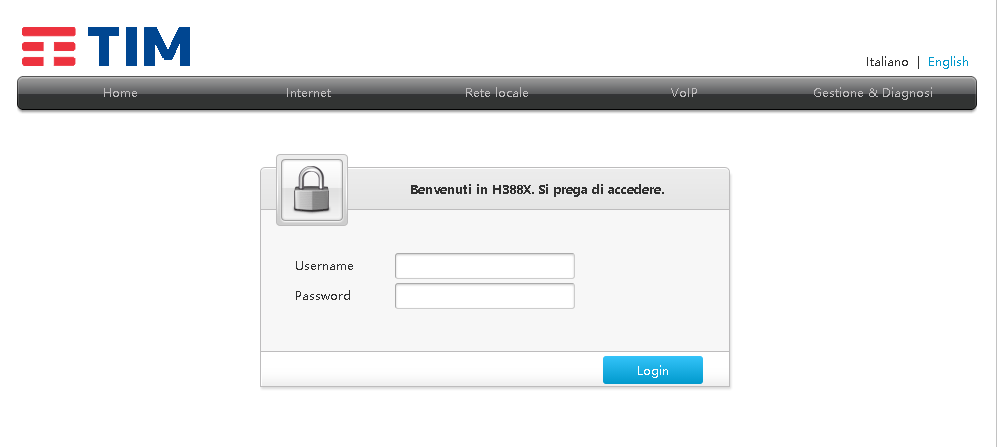 TIM
Italiano | English
Home Internet Rete locale VoIP Gestione & Diagnosi
Benvenuti in H388X. Si prega di accedere.
Username
Password
Login